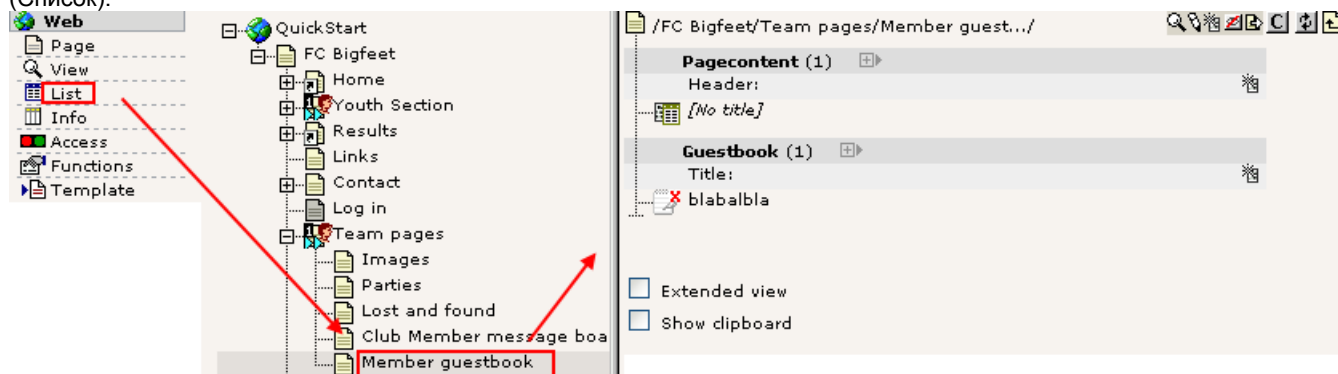 (Список).
Web
Page
View
List
Info
Access
Functions
Template
QuickStart
FC Bigfeet
Home
Youth Section
Results
Links
Contact
Log in
Team pages
Images
Parties
Lost and found
Club Member message boa
Member guestbook
/FC Bigfeet/Team pages/Member guest.../
C
Pagecontent (1)
Header:
[No title]
Guestbook (1)
Title:
blabalbla
Extended view
Show clipboard